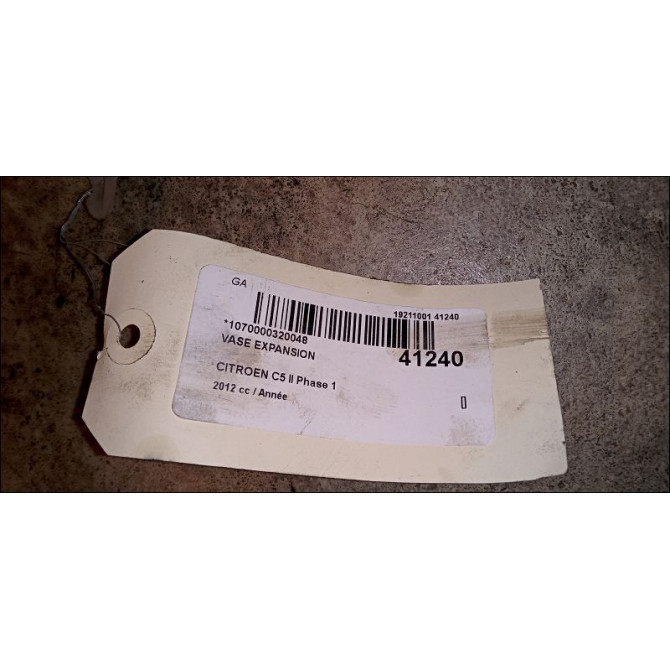 GA
19211001 41240
*1070000320048
VASE EXPANSION
41240
CITROEN C5 II Phase 1
2012 cc / Année